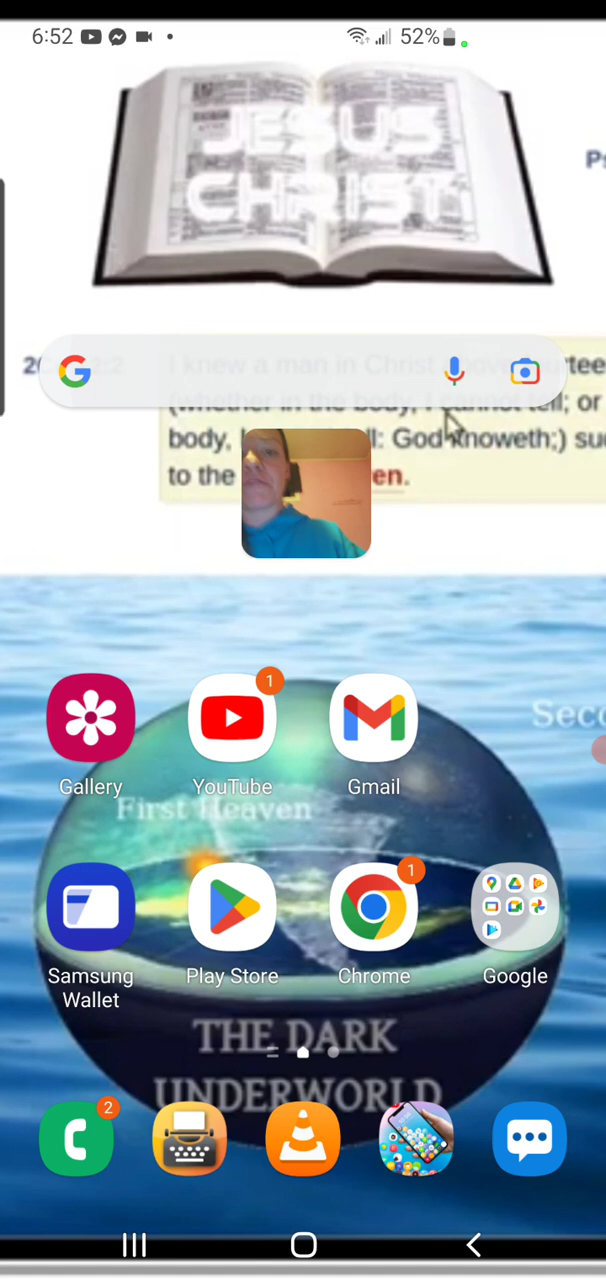 6:52 52%
JESUS
CHRIST
Ps
I knew a man in Christ
(whether in the body, I cannot tell; or
body, ll: God knoweth;)
to the en.
1
Gallery YouTube Gmail
First Heaven
1
Samsung Wallet Play Store Chrome Google
THE DARK
UNDERWORLD
2